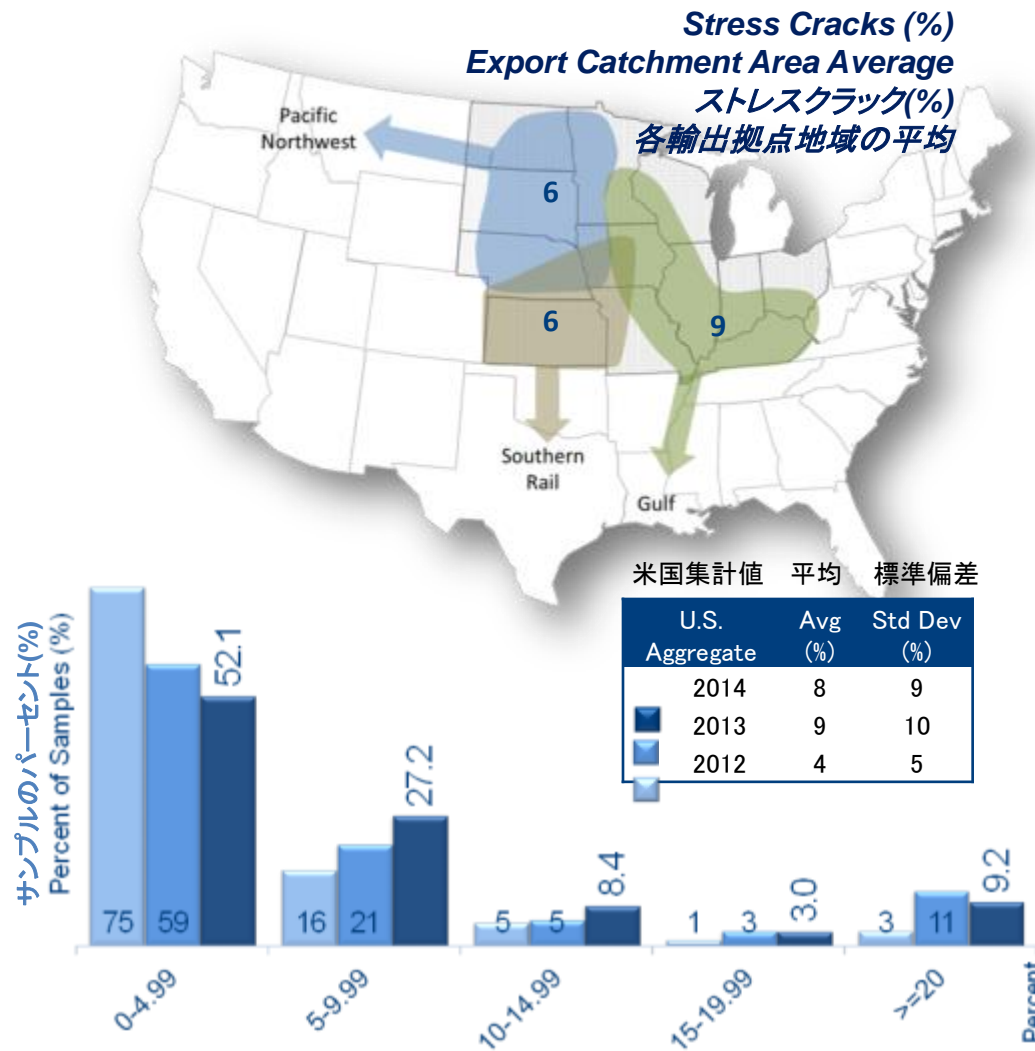 Stress Cracks (%)
Export Catchment Area Average
ストレスクラック(%)
各輸出拠点地域の平均
Pacific
Northwest
6
6
9
Southern
Rail
Gulf
米国集計値 平均 標準偏差
U.S. Aggregate Avg (%) Std Dev (%)
2014 8 9
2013 9 10
2012 4 5
サンプルのパーセント(%)
Percent of Samples (%)
75 59 52.1
16 21 27.2
5 5 8.4
1 3 3.0
3 11 9.2
0-4.99
5-9.99
10-14.99
15-19.99
>=20
Percent